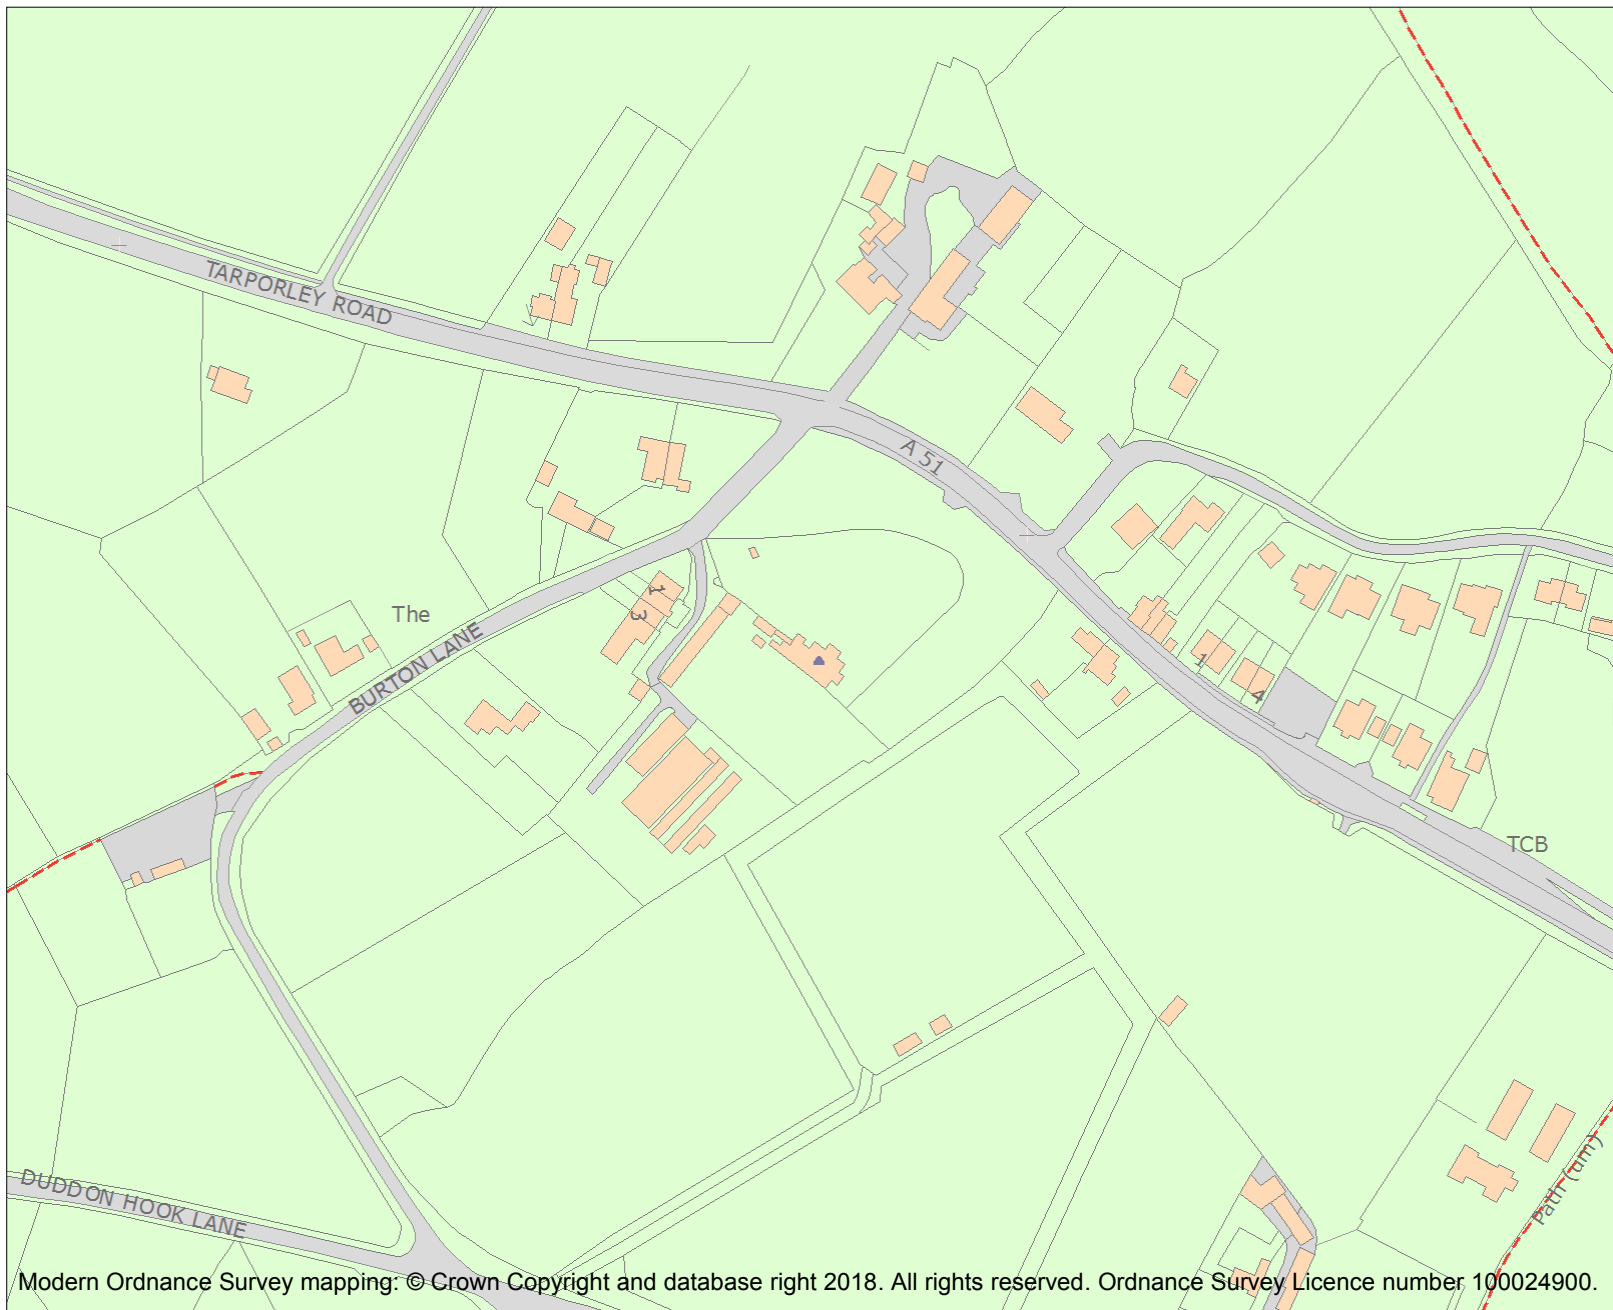 TARPORLEY ROAD
A 51
The
1
3
BURTON LANE
1
4
TCB
Path (um)
DUDDON HOOK LANE
Modern Ordnance Survey mapping: © Crown Copyright and database right 2018. All rights reserved. Ordnance Survey Licence number 100024900.